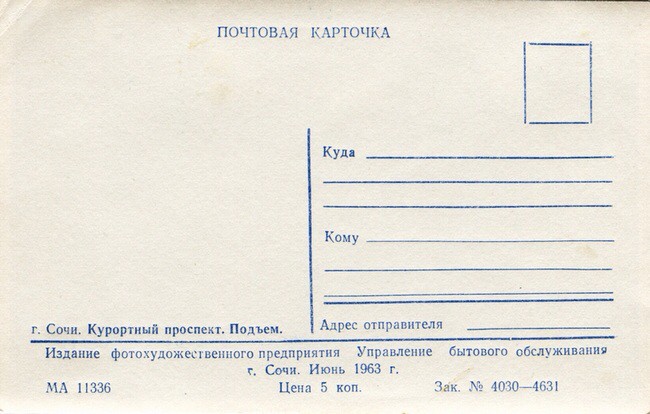 ПОЧТОВАЯ КАРТОЧКА
Куда
Кому
г. Сочи. Курортный проспект. Подъем.
Адрес отправителя
Издание фотохудожественного предприятия Управление бытового обслуживания
г. Сочи. Июнь 1963 г.
МА 11336 Цена 5 коп. Зак. № 4030—4631